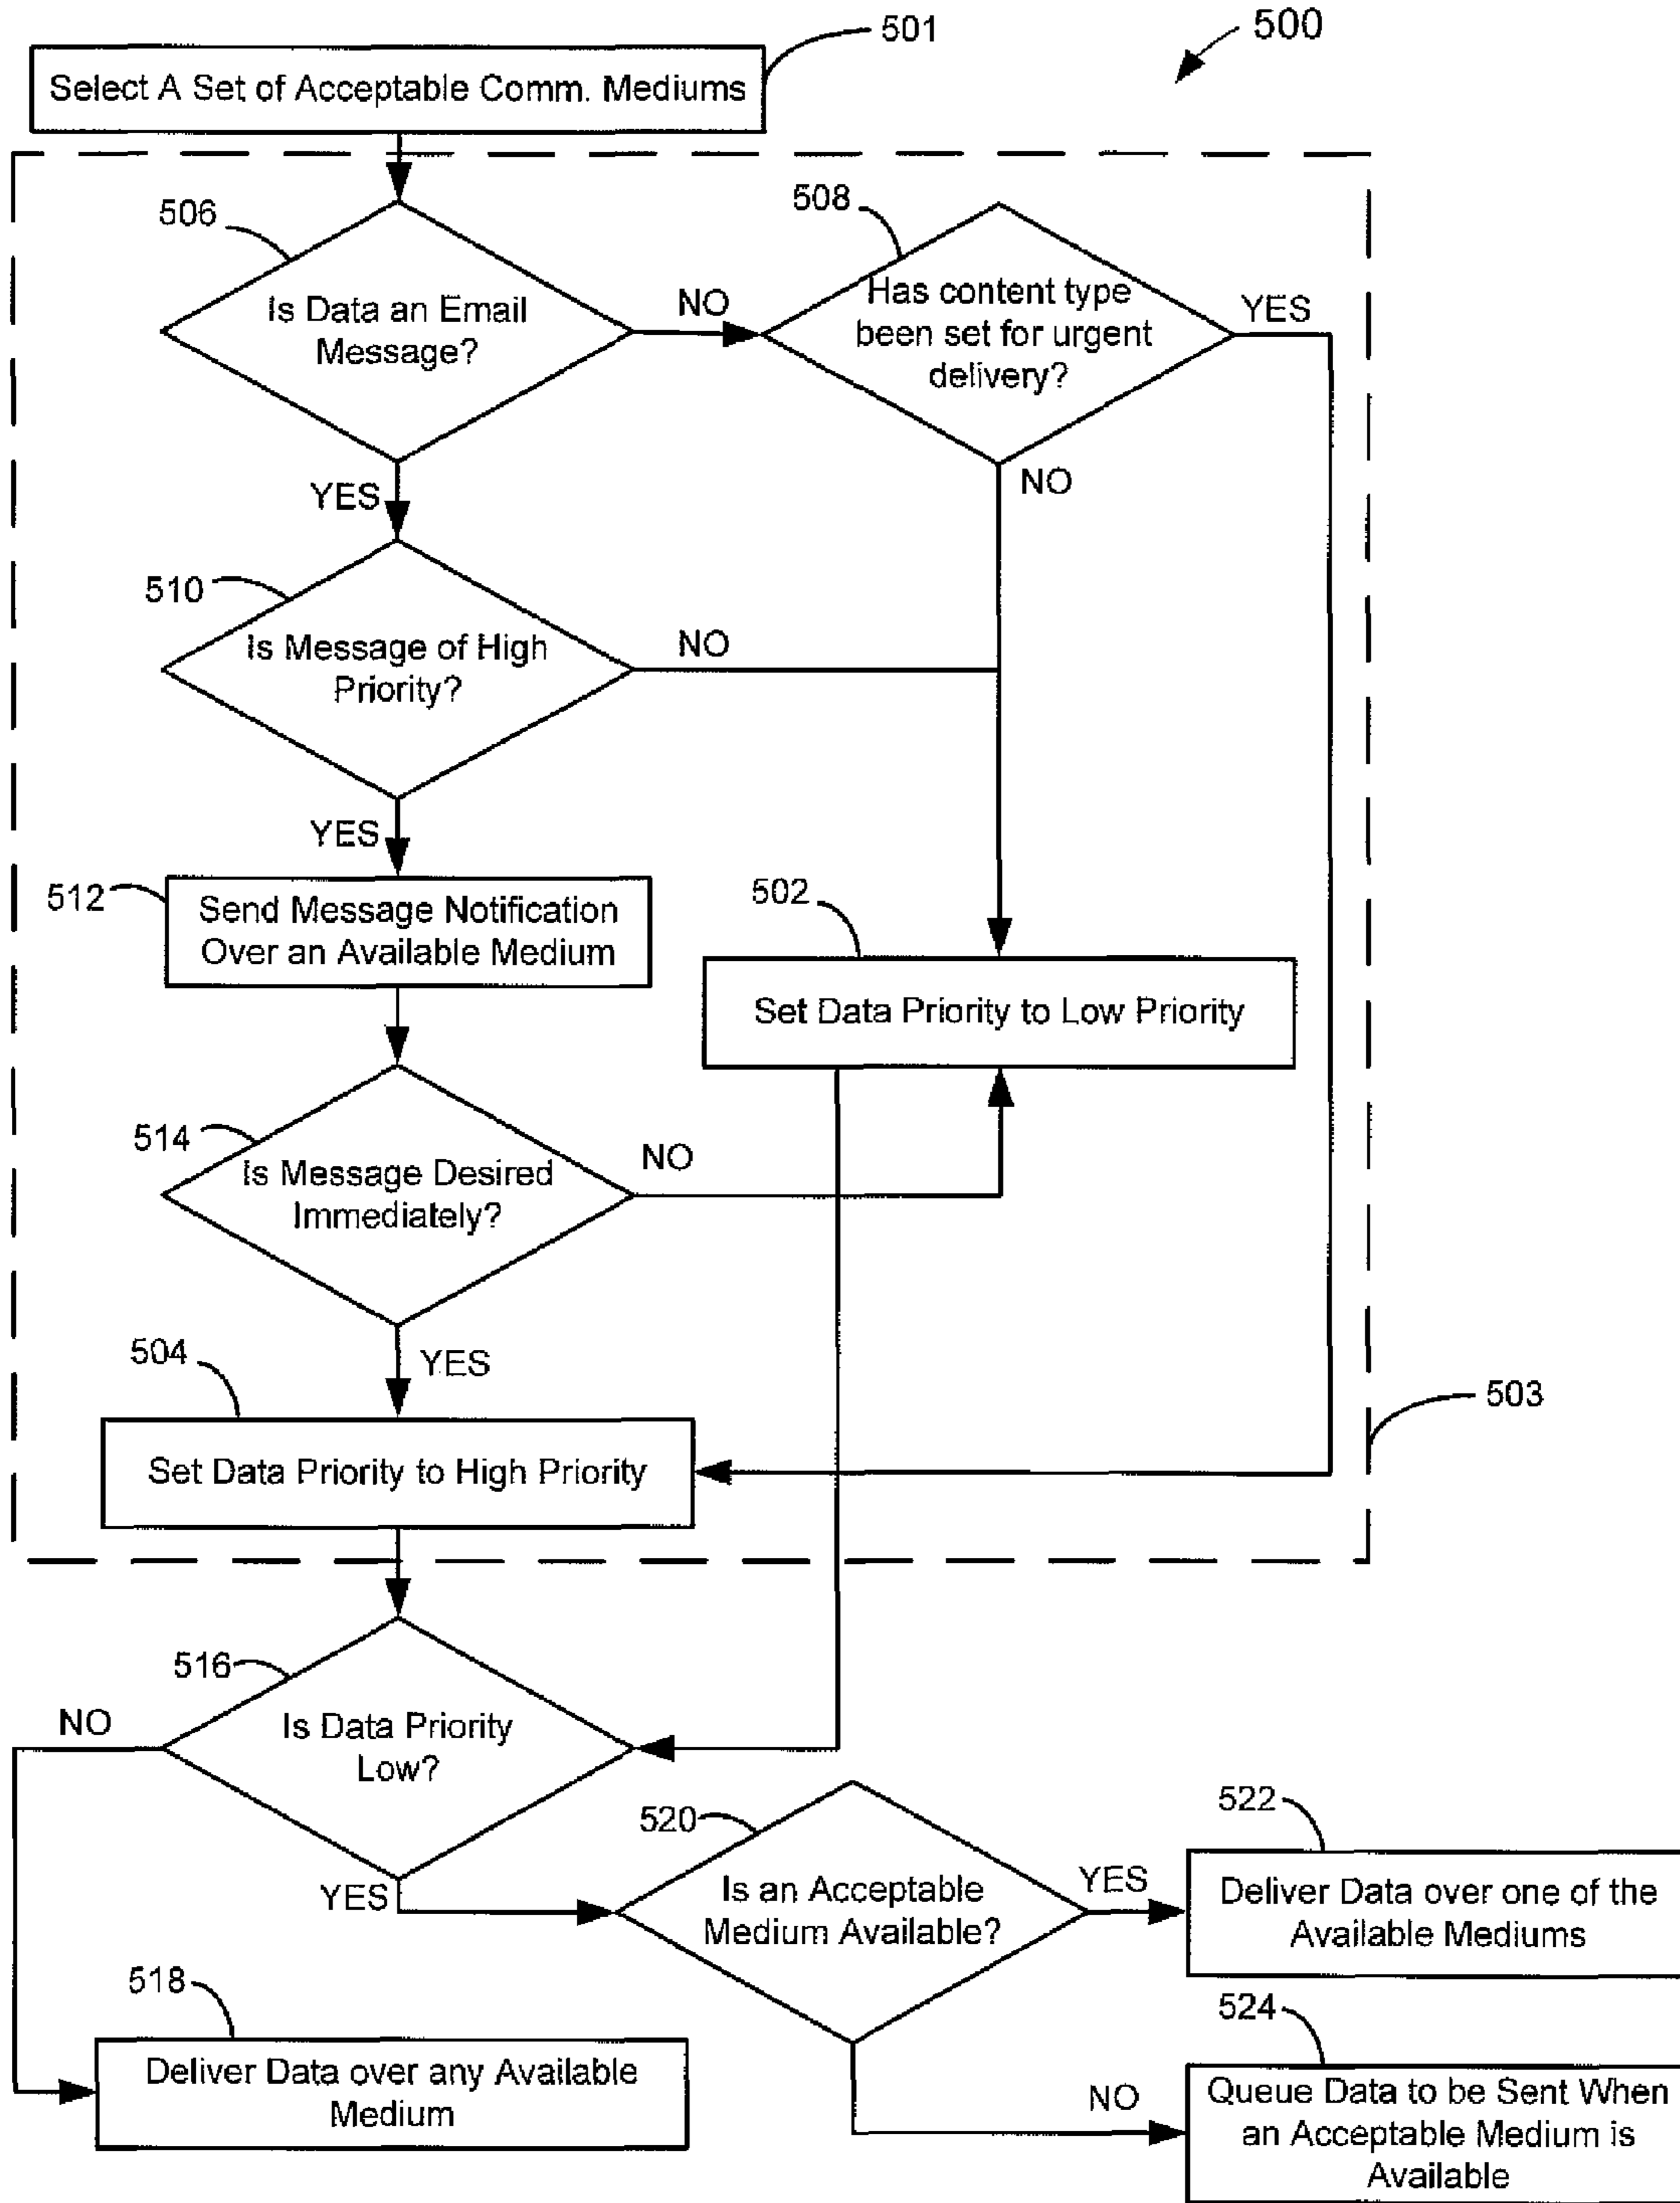 500
501
Select A Set of Acceptable Comm. Mediums
506
508
Is Data an Email
Message?
NO
Has content type
been set for urgent
delivery?
YES
YES
NO
510
Is Message of High
Priority?
NO
YES
512
Send Message Notification
Over an Available Medium
502
Set Data Priority to Low Priority
514
Is Message Desired
Immediately?
NO
YES
504
Set Data Priority to High Priority
503
516
Is Data Priority
Low?
NO
YES
520
Is an Acceptable
Medium Available?
YES
522
Deliver Data over one of the
Available Mediums
518
Deliver Data over any Available
Medium
NO
524
Queue Data to be Sent When
an Acceptable Medium is
Available